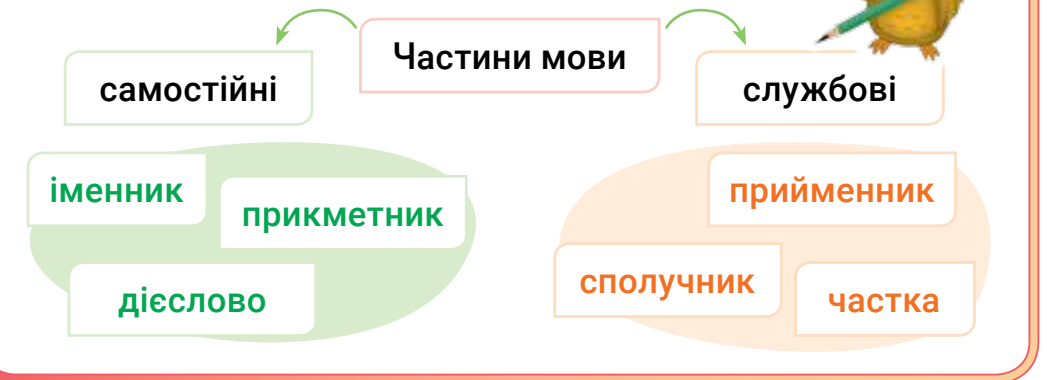 Частини мови
самостійні
службові
іменник
прикметник
дієслово
прийменник
сполучник
частка